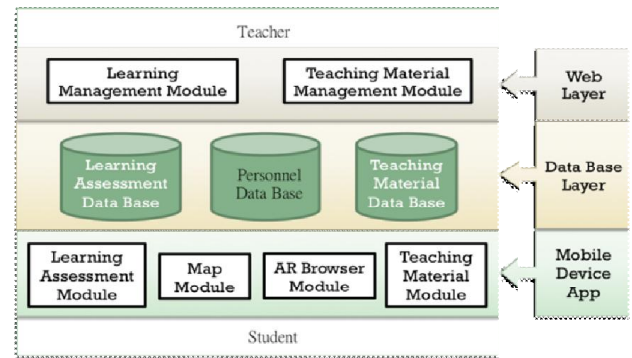 Teacher
Learning
Management Module
Teaching Material
Management Module
Web
Layer
Learning
Assessment
Data Base
Personnel
Data Base
Teaching
Material
Data Base
Data Base
Layer
Learning
Assessment
Module
Map
Module
AR Browser
Module
Teaching
Material
Module
Mobile
Device
App
Student